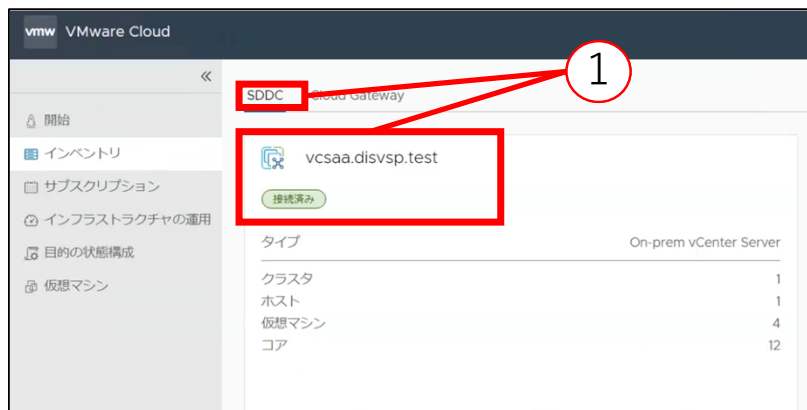 vmw VMware Cloud
«
1
SDDC Cloud Gateway
開始
インベントリ
サブスクリプション
インフラストラクチャの運用
目的の状態構成
仮想マシン
vcsaa.disvsp.test
接続済み
タイプ On-prem vCenter Server
クラスタ 1
ホスト 1
仮想マシン 4
コア 12